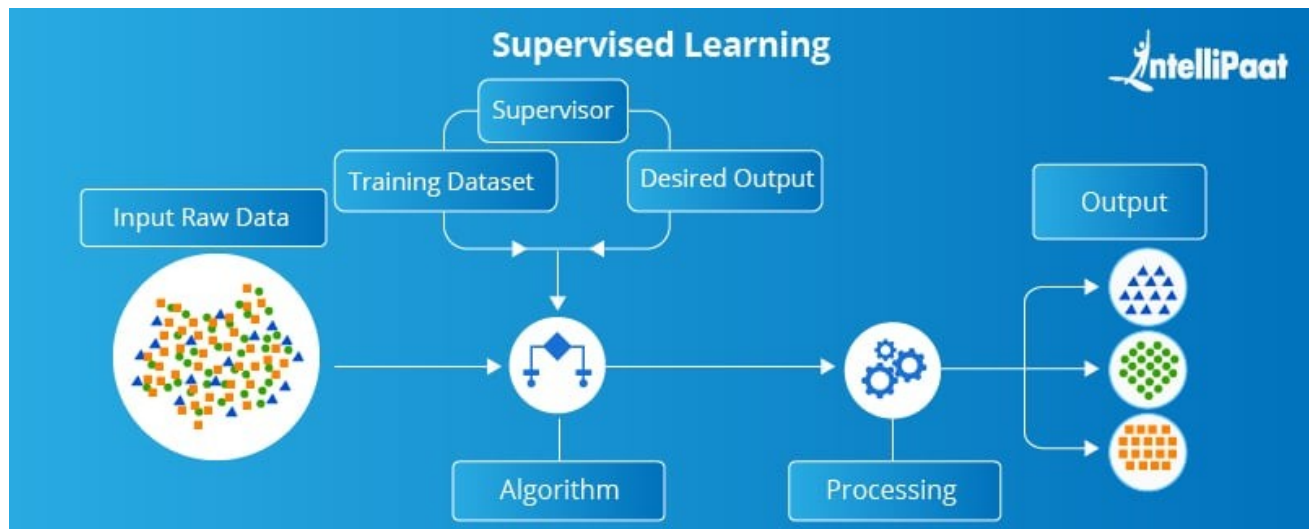 Supervised Learning
IntelliPaat
Supervisor
Training Dataset
Desired Output
Input Raw Data
Output
Algorithm
Processing